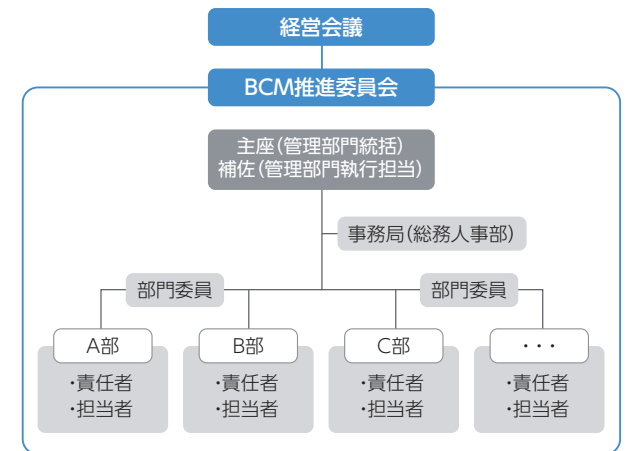 経営会議
BCM推進委員会
主座(管理部門統括)
補佐(管理部門執行担当)
事務局(総務人事部)
部門委員
部門委員
A部
B部
C部
・・・
・責任者
・担当者
・責任者
・担当者
・責任者
・担当者
・責任者
・担当者